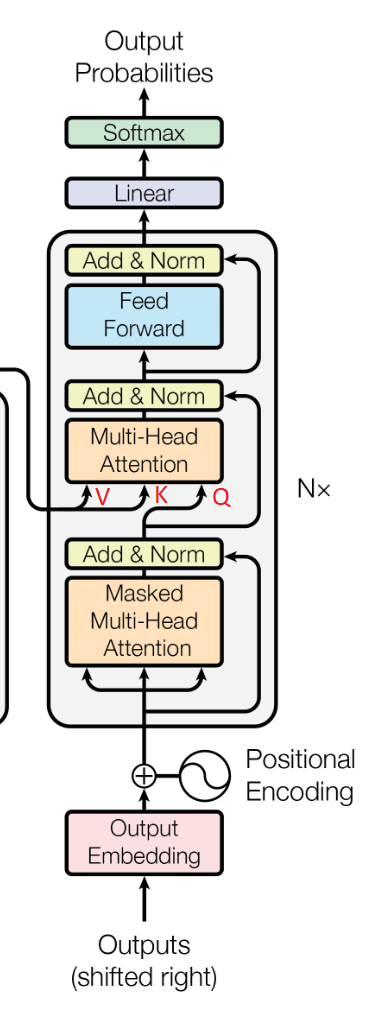 Output
Probabilities
Softmax
Linear
Add & Norm
Feed
Forward
Add & Norm
Multi-Head
Attention
V K Q
N×
Add & Norm
Masked
Multi-Head
Attention
Positional
Encoding
Output
Embedding
Outputs
(shifted right)